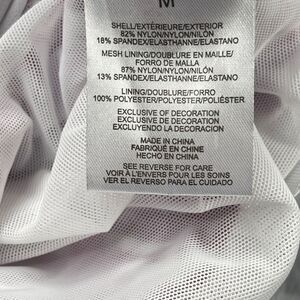 M
SHELL/EXTÉRIEURE/EXTERIOR
82% NYLON/NYLON/NILÓN
18% SPANDEX/ELASTHANNE/ELASTANO
MESH LINING/DOUBLURE EN MAILLE/
FORRO DE MALLA
87% NYLON/NYLON/NILÓN
13% SPANDEX/ELASTHANNE/ELASTANO
LINING/DOUBLURE/FORRO
100% POLYESTER/POLYESTER/POLIÉSTER
EXCLUSIVE OF DECORATION
EXCLUSIVE DE DECORATION
EXCLUYENDO LA DECORACION
MADE IN CHINA
FABRIQUÉ EN CHINE
HECHO EN CHINA
SEE REVERSE FOR CARE
VOIR À L'ENVERS POUR LES SOINS
VER EL REVERSO PARA EL CUIDADO